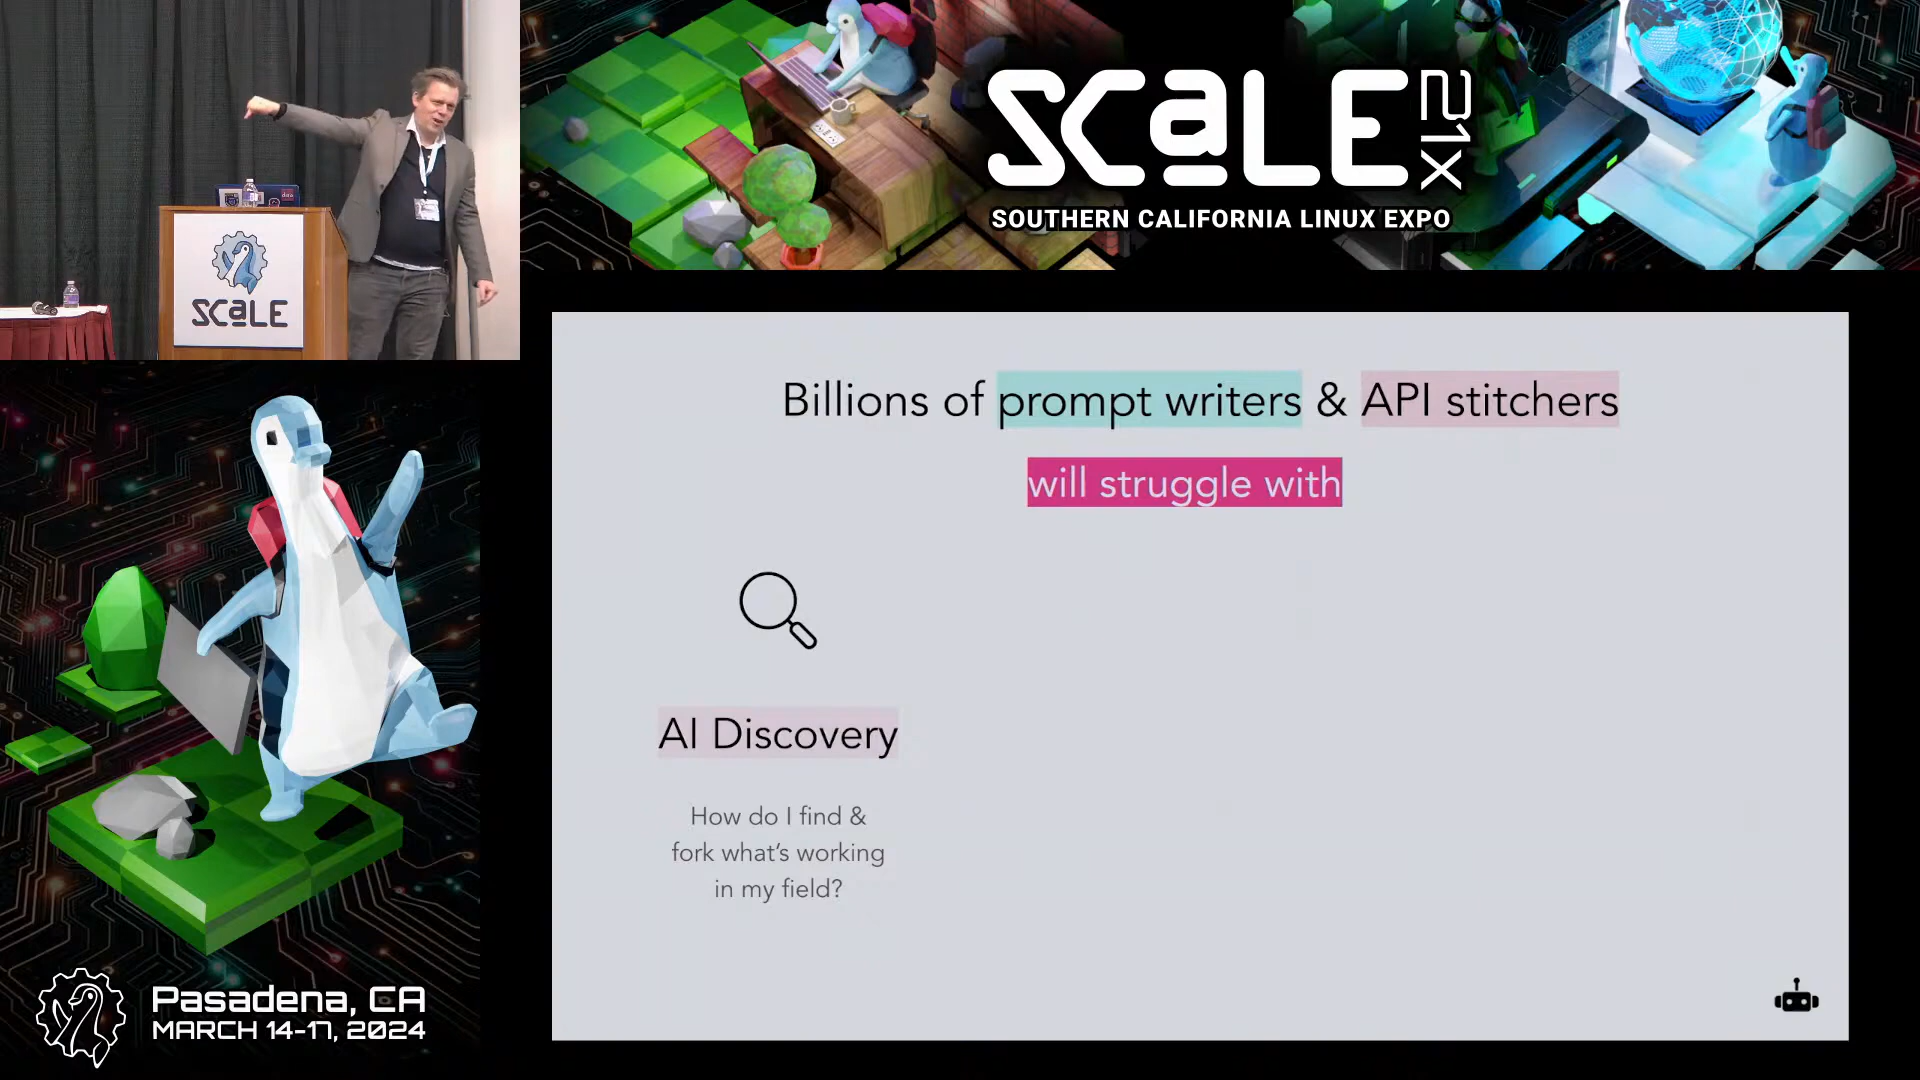 SCALE
21X
SOUTHERN CALIFORNIA LINUX EXPO
SCALE
Billions of prompt writers & API stitchers
will struggle with
AI Discovery
How do I find &
fork what's working
in my field?
Pasadena, CA
MARCH 14-17, 2024